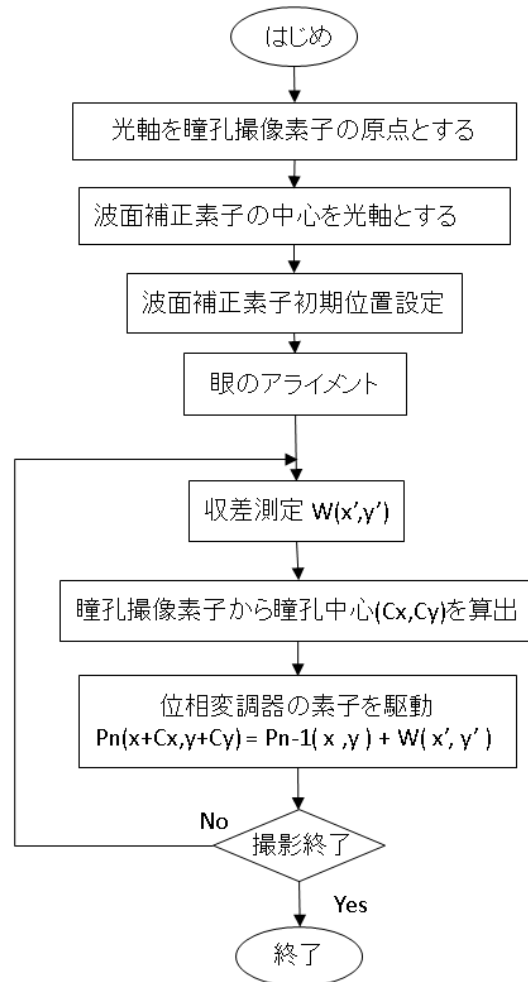 はじめ
光軸を瞳孔撮像素子の原点とする
波面補正素子の中心を光軸とする
波面補正素子初期位置設定
眼のアライメント
収差測定 W(x’,y’)
瞳孔撮像素子から瞳孔中心(Cx,Cy)を算出
位相変調器の素子を駆動
Pn(x+Cx,y+Cy) = Pn-1( x ,y ) + W( x’, y’ )
No
撮影終了
Yes
終了